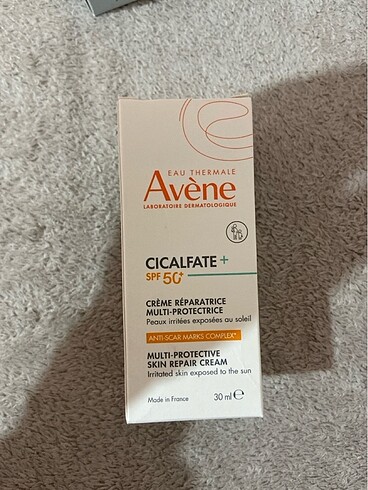 EAU THERMALE
Avène
LABORATOIRE DERMATOLOGIQUE
CICALFATE+
SPF 50+
CRÈME RÉPARATRICE
MULTI-PROTECTRICE
Peaux irritées exposées au soleil
ANTI-SCAR MARKS COMPLEX*
MULTI-PROTECTIVE
SKIN REPAIR CREAM
Irritated skin exposed to the sun
Made in France 30 ml e